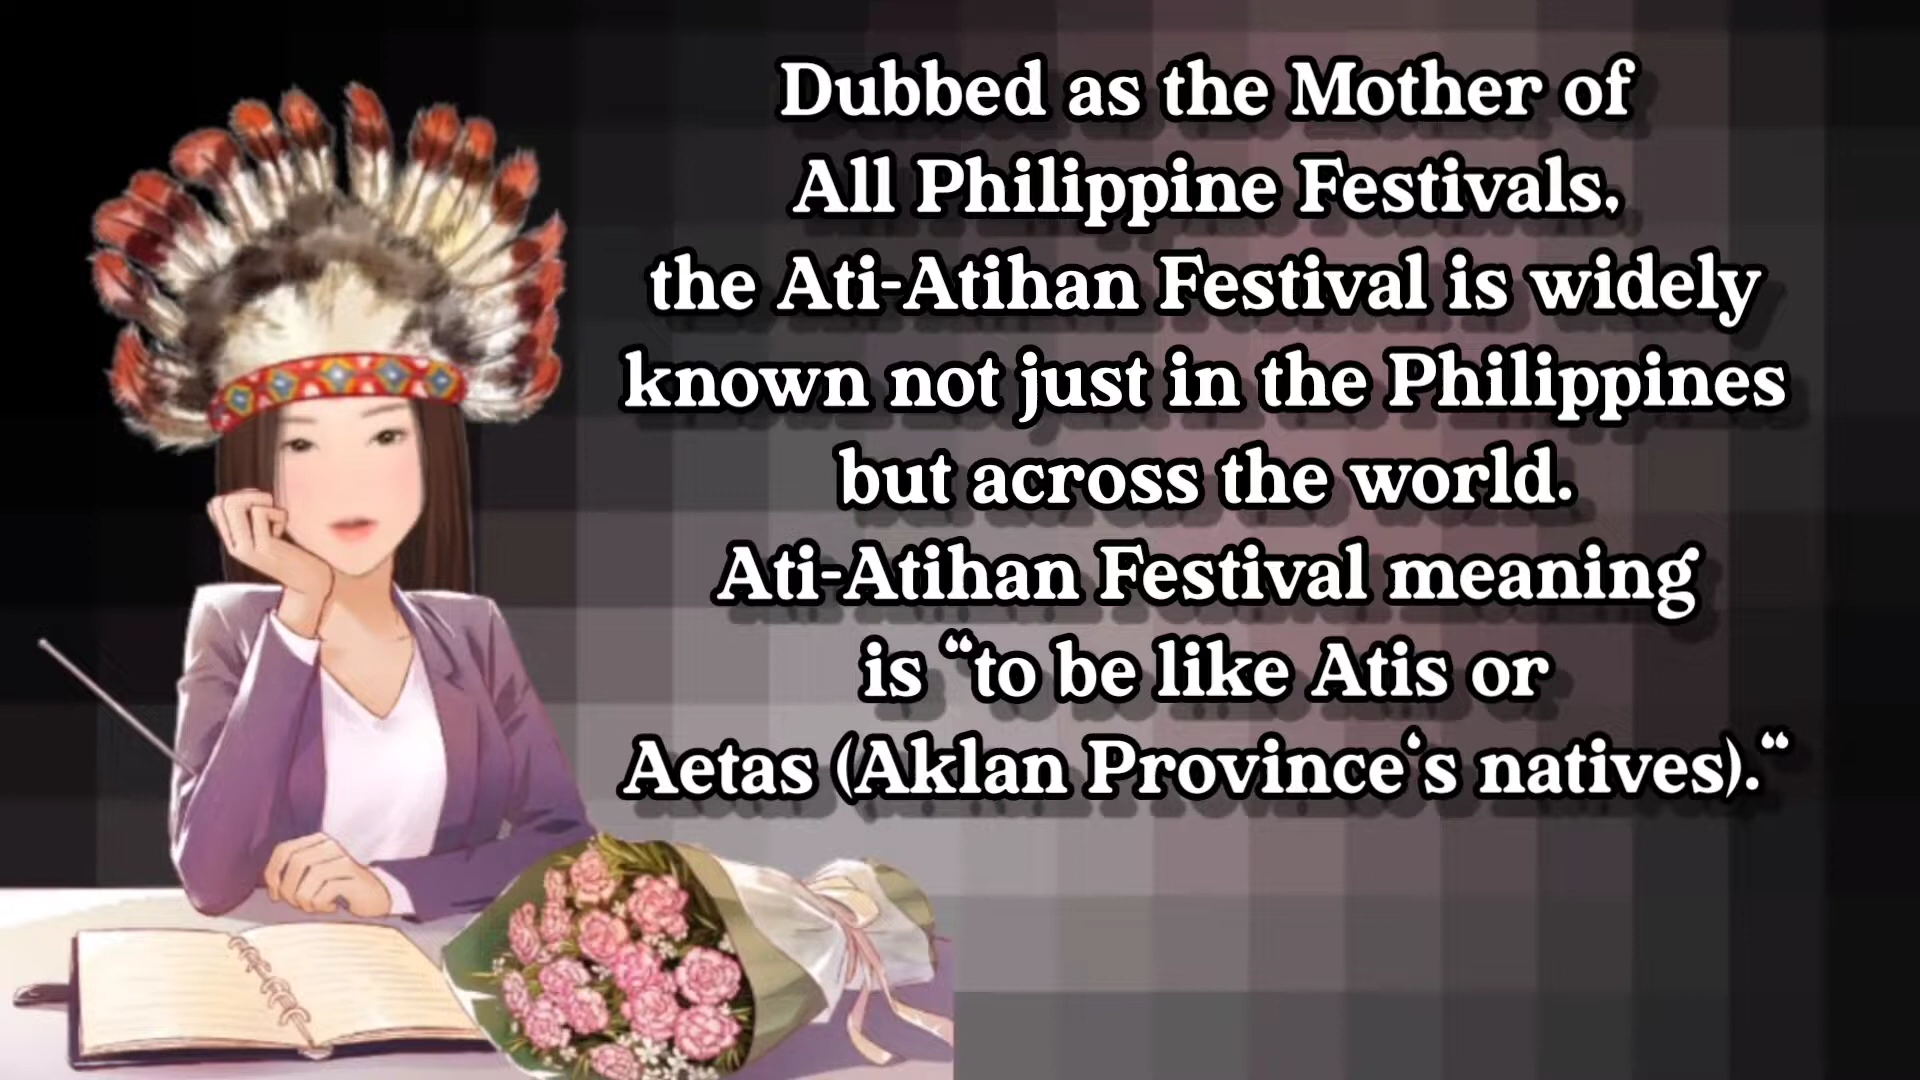 Dubbed as the Mother of
All Philippine Festivals,
the Ati-Atihan Festival is widely
known not just in the Philippines
but across the world.
Ati-Atihan Festival meaning
is “to be like Atis or
Aetas (Aklan Province‘s natives).“